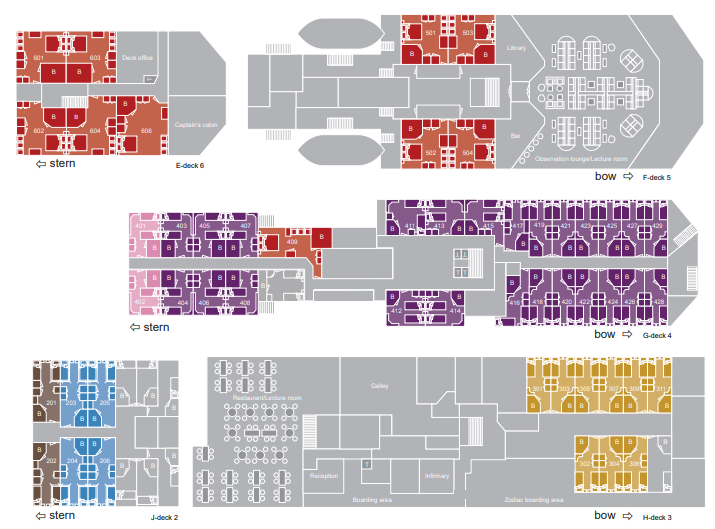 601 603
Deck office
B B
B
B B
Captain's cabin
602 604 606
⇦ stern
E-deck 6
501 503
Library
B B
B B
Bar
502 504
Observation lounge/Lecture room
bow ⇨ F-deck 5
401 403 405 407
409
B
B B B
411 413 415 417 419 421 425 427 429
B B B B B B B
B B B
402 404 406 408
B B B B B B B
412 414 416 418 420 422 424 426 428
⇦ stern
bow ⇨ G-deck 4
201 203 205
B B B B
B B B B
202 204 206
⇦ stern
J-deck 2
Restaurant/Lecture room
Galley
301 303 305 309 311
B B B B B
B B B
302 304 306
Reception
Infirmary
Boarding area
Zodiac boarding area
bow ⇨ H-deck 3